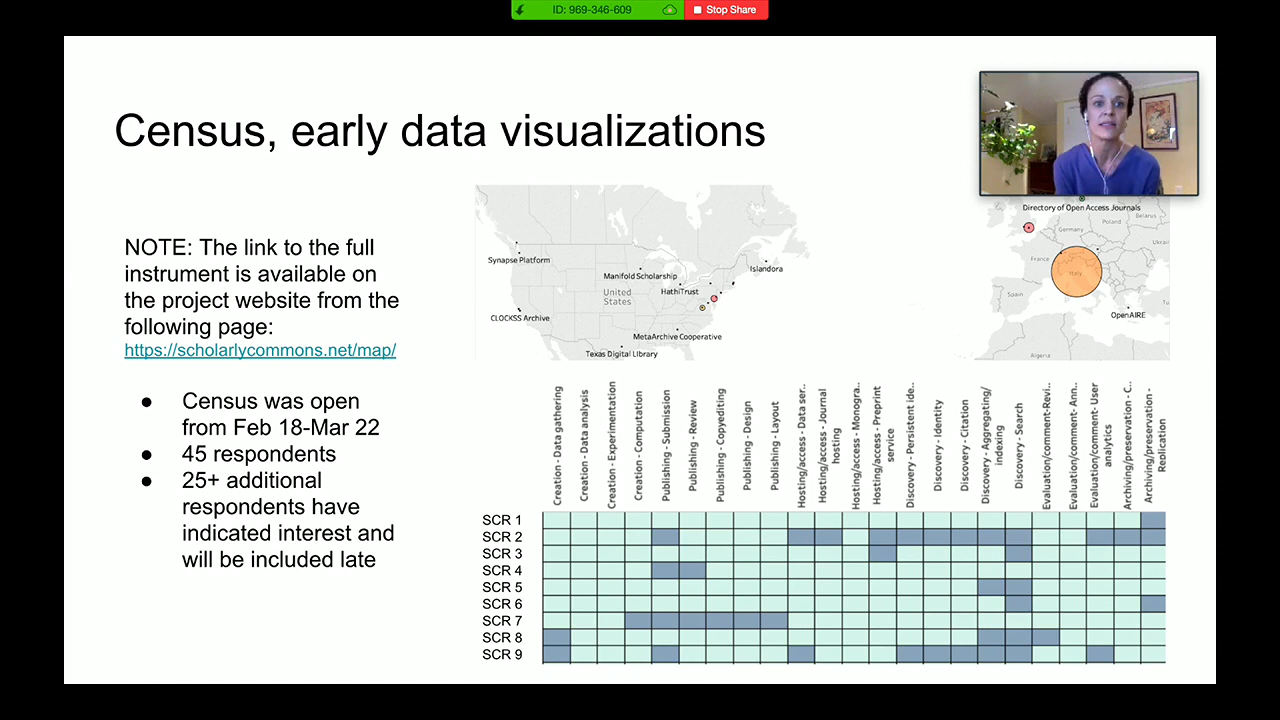 ID: 969-346-609
Stop Share
Census, early data visualizations
NOTE: The link to the full
instrument is available on
the project website from the
following page:
https://scholarlycommons.net/map/
● Census was open
from Feb 18-Mar 22
● 45 respondents
● 25+ additional
respondents have
indicated interest and
will be included late
Synapse Platform
Manifold Scholarship
Islandora
United
States
HathiTrust
CLOCKSS Archive
MetaArchive Cooperative
Texas Digital Library
Directory of Open Access Journals
Poland
Belarus
Germany
Ukrai
France
Italy
Spain
OpenAIRE
Tu
Algeria
Creation - Data gathering
Creation - Data analysis
Creation - Experimentation
Creation - Computation
Publishing - Submission
Publishing - Review
Publishing - Copyediting
Publishing - Design
Publishing - Layout
Hosting/access - Data ser..
Hosting/access - Journal
hosting
Hosting/access - Monogra..
Hosting/access - Preprint
service
Discovery - Persistent ide..
Discovery - Identity
Discovery - Citation
Discovery - Aggregating/
indexing
Discovery - Search
Evaluation/comment-Revi..
Evaluation/comment- Ann..
Evaluation/comment- User
analytics
Archiving/preservation - C..
Archiving/preservation -
Replication
SCR 1
SCR 2
SCR 3
SCR 4
SCR 5
SCR 6
SCR 7
SCR 8
SCR 9